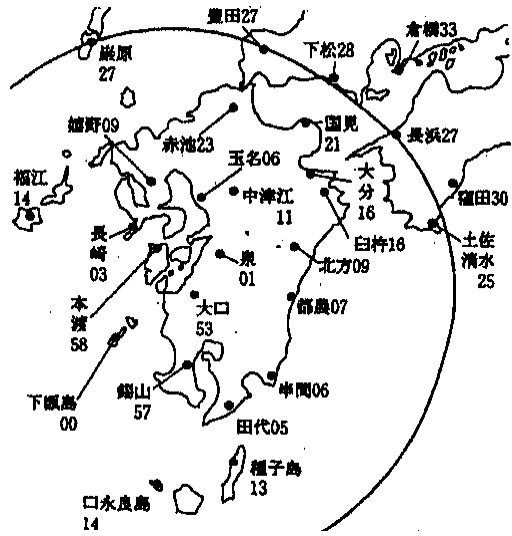 豊田27
下松28
倉橋33
厳原
27
嬉野09
赤池23
国見
21
長浜27
玉名06
福江
14
中津江
11
大分
16
窪田30
臼杵16
土佐
清水
25
長崎
03
泉
01
北方09
本渡
58
大口
53
都農07
下甑島
00
錫山
57
串間06
田代05
種子島
13
口永良島
14